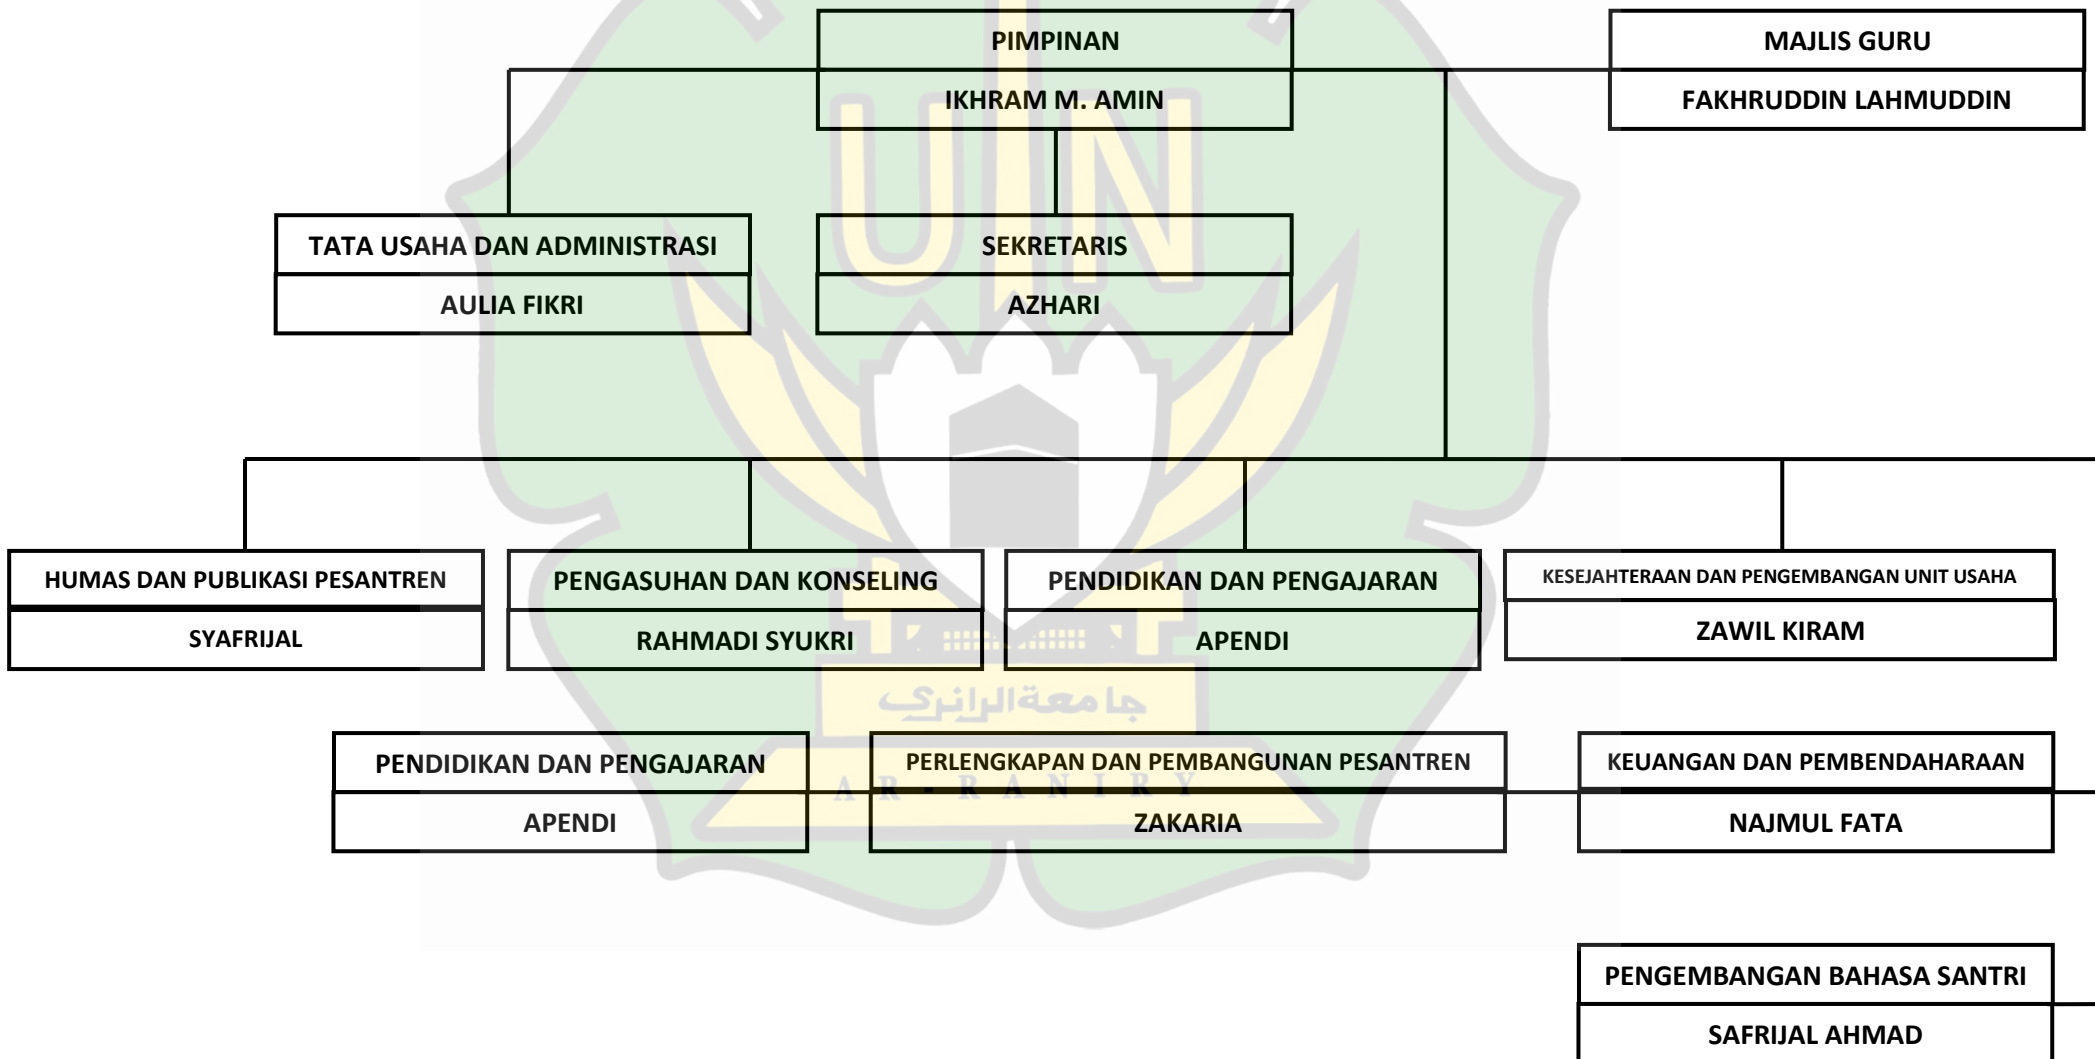 PIMPINAN
IKHRAM M. AMIN
MAJLIS GURU
FAKHRUDDIN LAHMUDDIN
TATA USAHA DAN ADMINISTRASI
AULIA FIKRI
SEKRETARIS
AZHARI
HUMAS DAN PUBLIKASI PESANTREN
SYAFRIJAL
PENGASUHAN DAN KONSELING
RAHMADI SYUKRI
PENDIDIKAN DAN PENGAJARAN
APENDI
KESEJAHTERAAN DAN PENGEMBANGAN UNIT USAHA
ZAWIL KIRAM
PENDIDIKAN DAN PENGAJARAN
APENDI
PERLENGKAPAN DAN PEMBANGUNAN PESANTREN
ZAKARIA
KEUANGAN DAN PEMBENDAHARAAN
NAJMUL FATA
PENGEMBANGAN BAHASA SANTRI
SAFRIJAL AHMAD
UIN
جامعةالرانري
AR-RANIRY